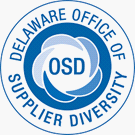 DELAWARE OFFICE OF
SUPPLIER DIVERSITY
OSD